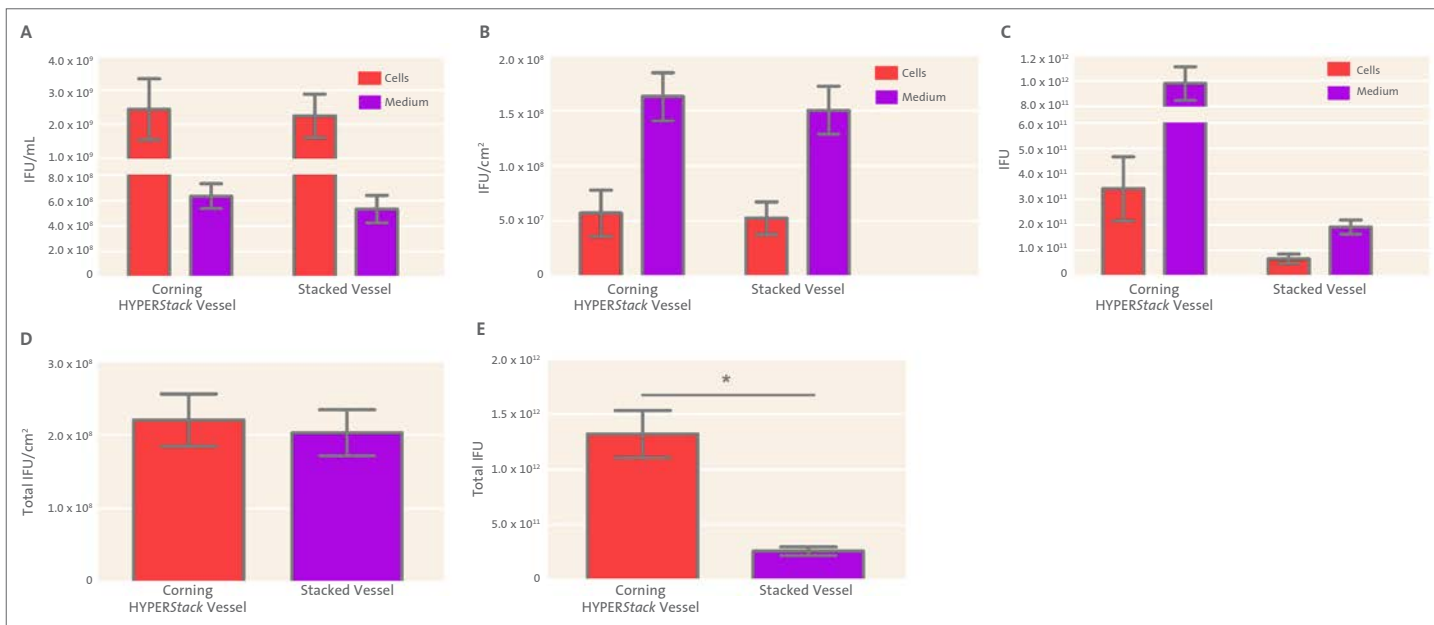 A
4.0 x 10⁹
3.0 x 10⁹
2.0 x 10⁹
1.0 x 10⁹
8.0 x 10⁸
6.0 x 10⁸
4.0 x 10⁸
2.0 x 10⁸
0
IFU/mL
Cells
Medium
Corning
HYPERStack Vessel
Stacked Vessel
B
2.0 x 10⁸
1.5 x 10⁸
1.0 x 10⁸
5.0 x 10⁷
0
IFU/cm²
Cells
Medium
Corning
HYPERStack Vessel
Stacked Vessel
C
1.2 x 10¹²
1.0 x 10¹²
8.0 x 10¹¹
6.0 x 10¹¹
5.0 x 10¹¹
4.0 x 10¹¹
3.0 x 10¹¹
2.0 x 10¹¹
1.0 x 10¹¹
0
IFU
Cells
Medium
Corning
HYPERStack Vessel
Stacked Vessel
D
3.0 x 10⁸
2.0 x 10⁸
1.0 x 10⁸
0
Total IFU/cm²
Corning
HYPERStack Vessel
Stacked Vessel
E
2.0 x 10¹²
1.5 x 10¹²
1.0 x 10¹²
5.0 x 10¹¹
0
Total IFU
*
Corning
HYPERStack Vessel
Stacked Vessel